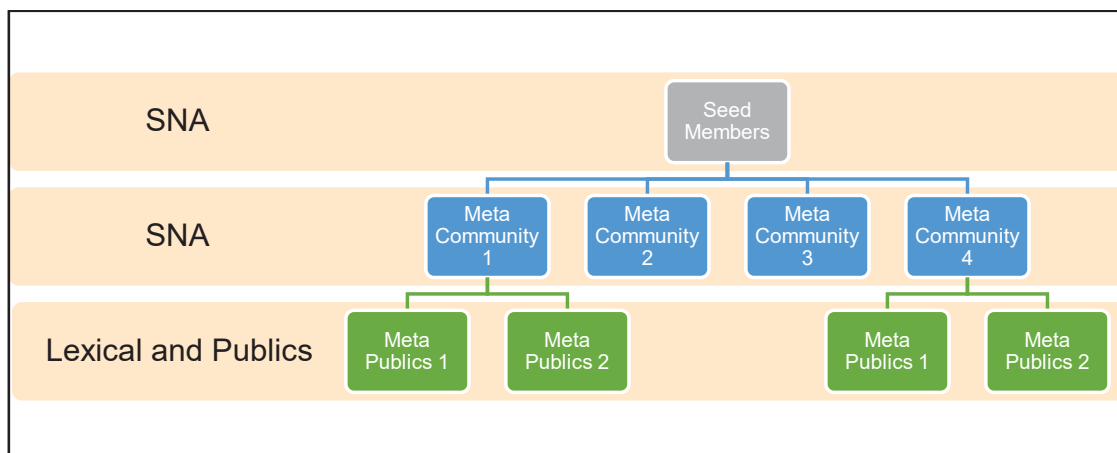 SNA
Seed
Members
SNA
Meta
Community
1
Meta
Community
2
Meta
Community
3
Meta
Community
4
Lexical and Publics
Meta
Publics 1
Meta
Publics 2
Meta
Publics 1
Meta
Publics 2